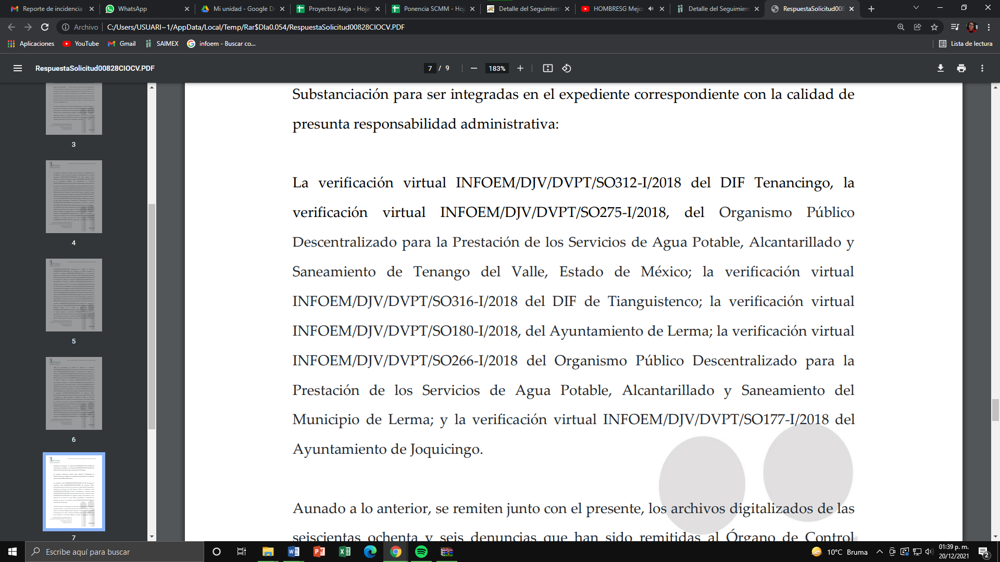 Reporte de incidencia
WhatsApp
Mi unidad - Google Dr
Proyectos Aleja - Hoja
Ponencia SCMM - Hoj
Detalle del Seguimien
HOMBRESG Mejo
Detalle del Seguimien
RespuestaSolicitud008
Archivo
C:/Users/USUARI~1/AppData/Local/Temp/Rar$DIa0.054/RespuestaSolicitud00828CIOCV.PDF
Aplicaciones
YouTube
Gmail
SAIMEX
infoem - Buscar co...
Lista de lectura
RespuestaSolicitud00828CIOCV.PDF
7 / 9
183%
3
4
5
6
7
Substanciación para ser integradas en el expediente correspondiente con la calidad de
presunta responsabilidad administrativa:
La verificación virtual INFOEM/DJV/DVPT/SO312-I/2018 del DIF Tenancingo, la
verificación virtual INFOEM/DJV/DVPT/SO275-I/2018, del Organismo Público
Descentralizado para la Prestación de los Servicios de Agua Potable, Alcantarillado y
Saneamiento de Tenango del Valle, Estado de México; la verificación virtual
INFOEM/DJV/DVPT/SO316-I/2018 del DIF de Tianguistenco; la verificación virtual
INFOEM/DJV/DVPT/SO180-I/2018, del Ayuntamiento de Lerma; la verificación virtual
INFOEM/DJV/DVPT/SO266-I/2018 del Organismo Público Descentralizado para la
Prestación de los Servicios de Agua Potable, Alcantarillado y Saneamiento del
Municipio de Lerma; y la verificación virtual INFOEM/DJV/DVPT/SO177-I/2018 del
Ayuntamiento de Joquicingo.
Aunado a lo anterior, se remiten junto con el presente, los archivos digitalizados de las
seiscientas ochenta y seis denuncias que han sido remitidas al Órgano de Control
Escribe aquí para buscar
10°C Bruma
01:39 p. m.
20/12/2021
2